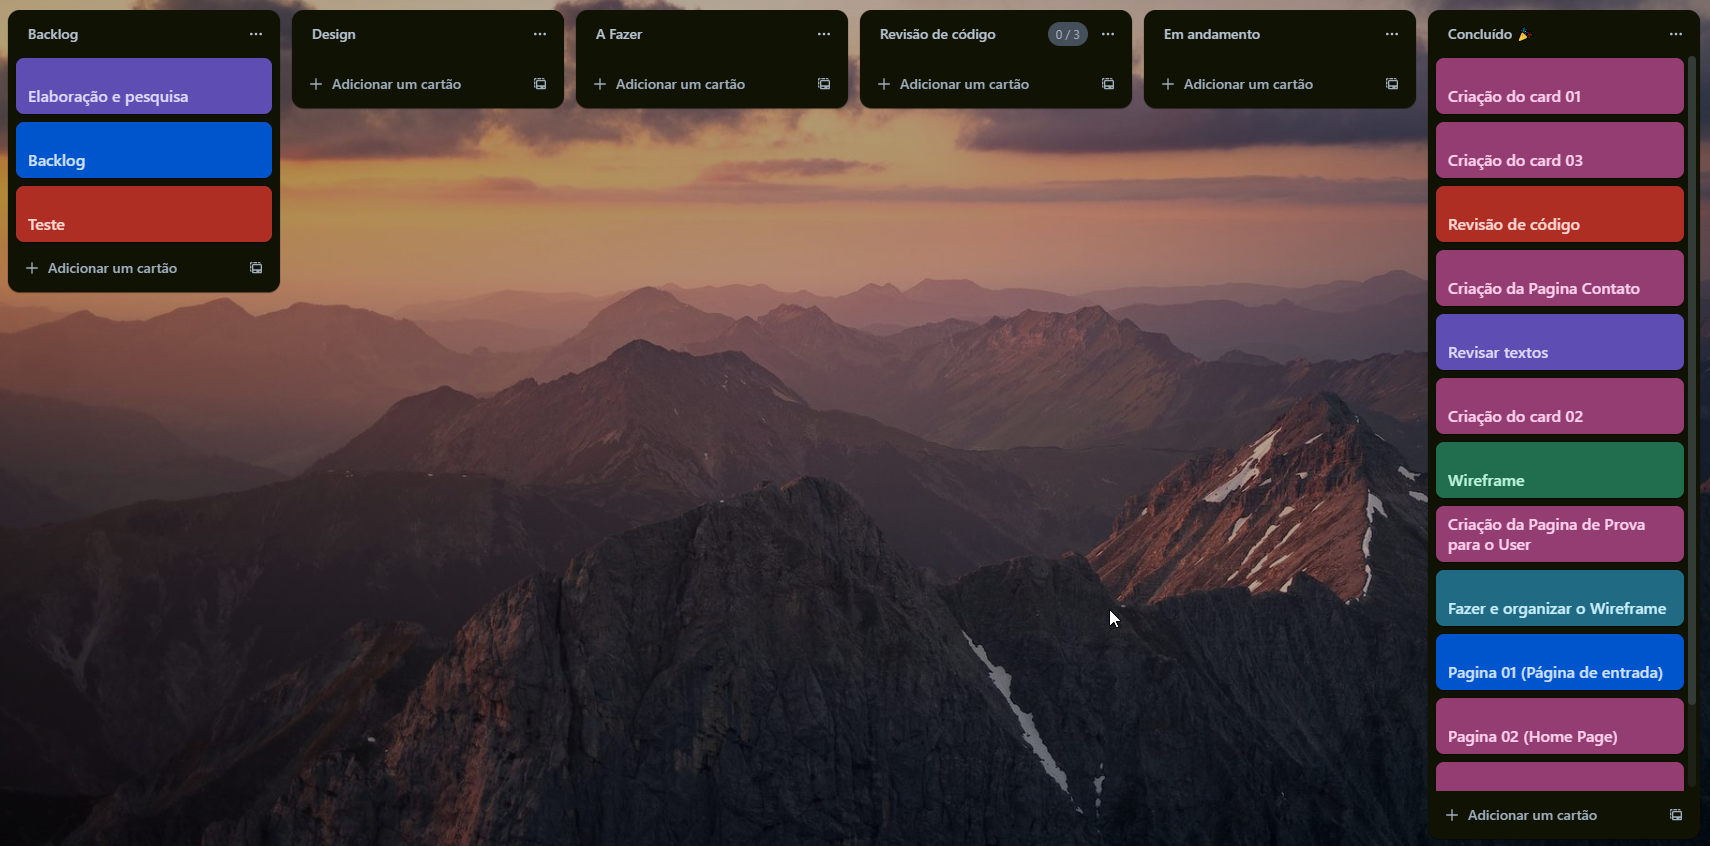 Backlog
Elaboração e pesquisa
Backlog
Teste
Adicionar um cartão
Design
Adicionar um cartão
A Fazer
Adicionar um cartão
Revisão de código
0 / 3
Adicionar um cartão
Em andamento
Adicionar um cartão
Concluído 🎉
Criação do card 01
Criação do card 03
Revisão de código
Criação da Pagina Contato
Revisar textos
Criação do card 02
Wireframe
Criação da Pagina de Prova
para o User
Fazer e organizar o Wireframe
Pagina 01 (Página de entrada)
Pagina 02 (Home Page)
Adicionar um cartão